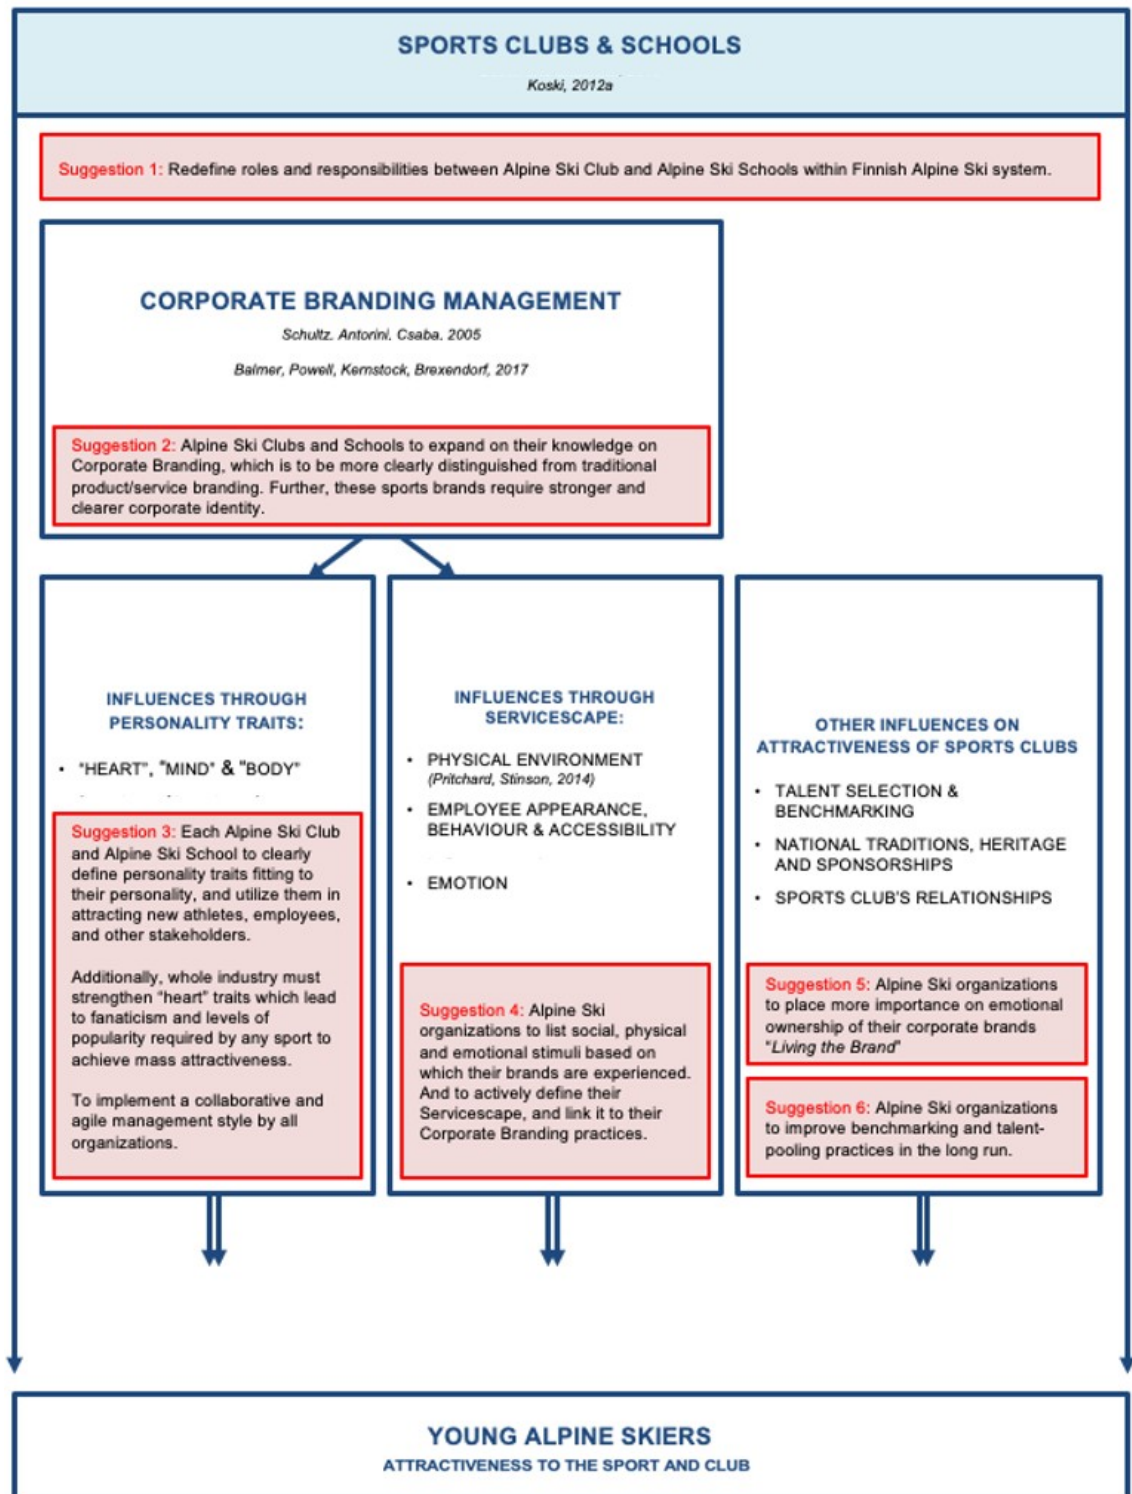 SPORTS CLUBS & SCHOOLS
Koski, 2012a
Suggestion 1: Redefine roles and responsibilities between Alpine Ski Club and Alpine Ski Schools within Finnish Alpine Ski system.
CORPORATE BRANDING MANAGEMENT
Schultz, Antorini, Csaba, 2005
Balmer, Powell, Kernstock, Brexendorf, 2017
Suggestion 2: Alpine Ski Clubs and Schools to expand on their knowledge on
Corporate Branding, which is to be more clearly distinguished from traditional
product/service branding. Further, these sports brands require stronger and
clearer corporate identity.
INFLUENCES THROUGH
PERSONALITY TRAITS:
• "HEART", "MIND" & "BODY"
Suggestion 3: Each Alpine Ski Club
and Alpine Ski School to clearly
define personality traits fitting to
their personality, and utilize them in
attracting new athletes, employees,
and other stakeholders.
Additionally, whole industry must
strengthen "heart" traits which lead
to fanaticism and levels of
popularity required by any sport to
achieve mass attractiveness.
To implement a collaborative and
agile management style by all
organizations.
INFLUENCES THROUGH
SERVICESCAPE:
• PHYSICAL ENVIRONMENT
(Pritchard, Stinson, 2014)
• EMPLOYEE APPEARANCE,
BEHAVIOUR & ACCESSIBILITY
• EMOTION
Suggestion 4: Alpine Ski
organizations to list social, physical
and emotional stimuli based on
which their brands are experienced.
And to actively define their
Servicescape, and link it to their
Corporate Branding practices.
OTHER INFLUENCES ON
ATTRACTIVENESS OF SPORTS CLUBS
• TALENT SELECTION &
BENCHMARKING
• NATIONAL TRADITIONS, HERITAGE
AND SPONSORSHIPS
• SPORTS CLUB'S RELATIONSHIPS
Suggestion 5: Alpine Ski organizations
to place more importance on emotional
ownership of their corporate brands
"Living the Brand"
Suggestion 6: Alpine Ski organizations
to improve benchmarking and talent-
pooling practices in the long run.
YOUNG ALPINE SKIERS
ATTRACTIVENESS TO THE SPORT AND CLUB